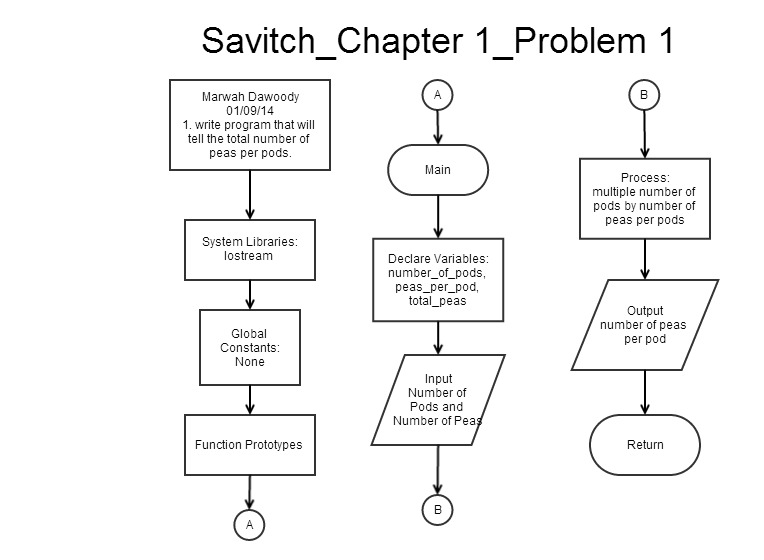 Savitch_Chapter 1_Problem 1
Marwah Dawoody
01/09/14
1. write program that will
tell the total number of
peas per pods.
System Libraries:
Iostream
Global
Constants:
None
Function Prototypes
A
A
Main
Declare Variables:
number_of_pods,
peas_per_pod,
total_peas
Input
Number of
Pods and
Number of Peas
B
B
Process:
multiple number of
pods by number of
peas per pods
Output
number of peas
per pod
Return